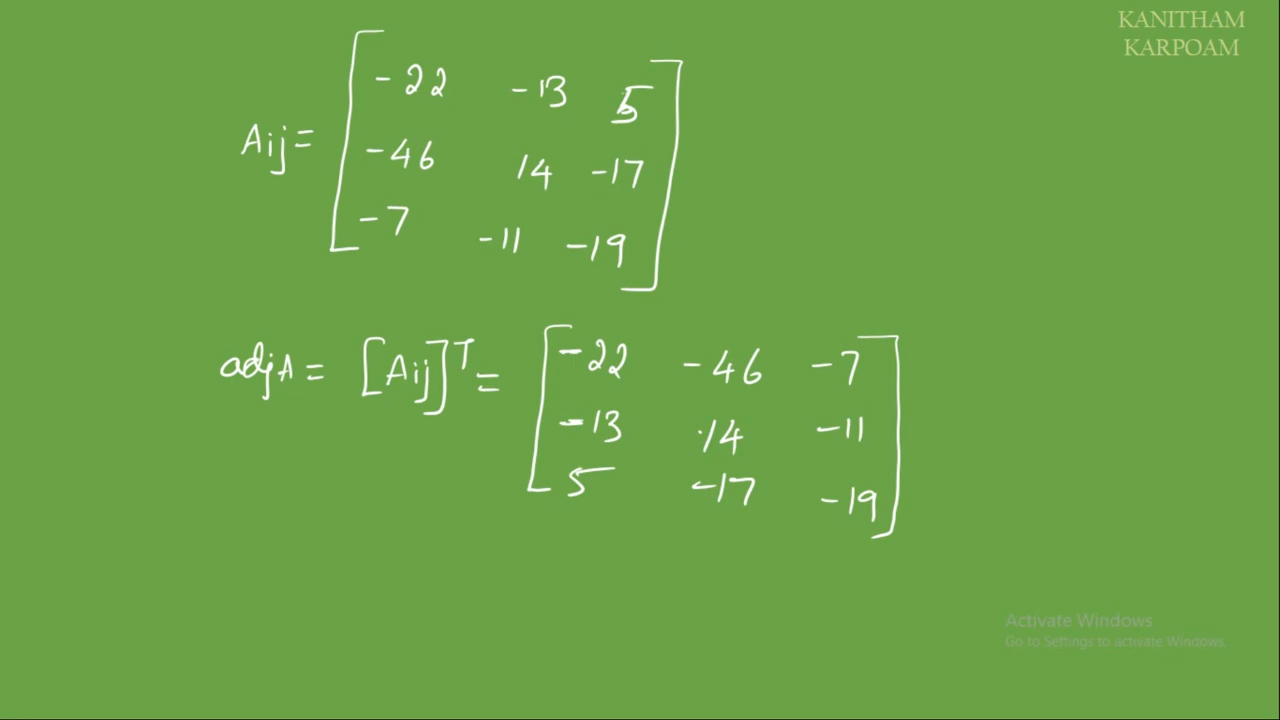 KANITHAM
KARPOAM
-22 -13 5
Aij = -46 14 -17
-7 -11 -19
adjA = [Aij]ᵀ = -22 -46 -7
-13 14 -11
5 -17 -19
Activate Windows
Go to Settings to activate Windows.